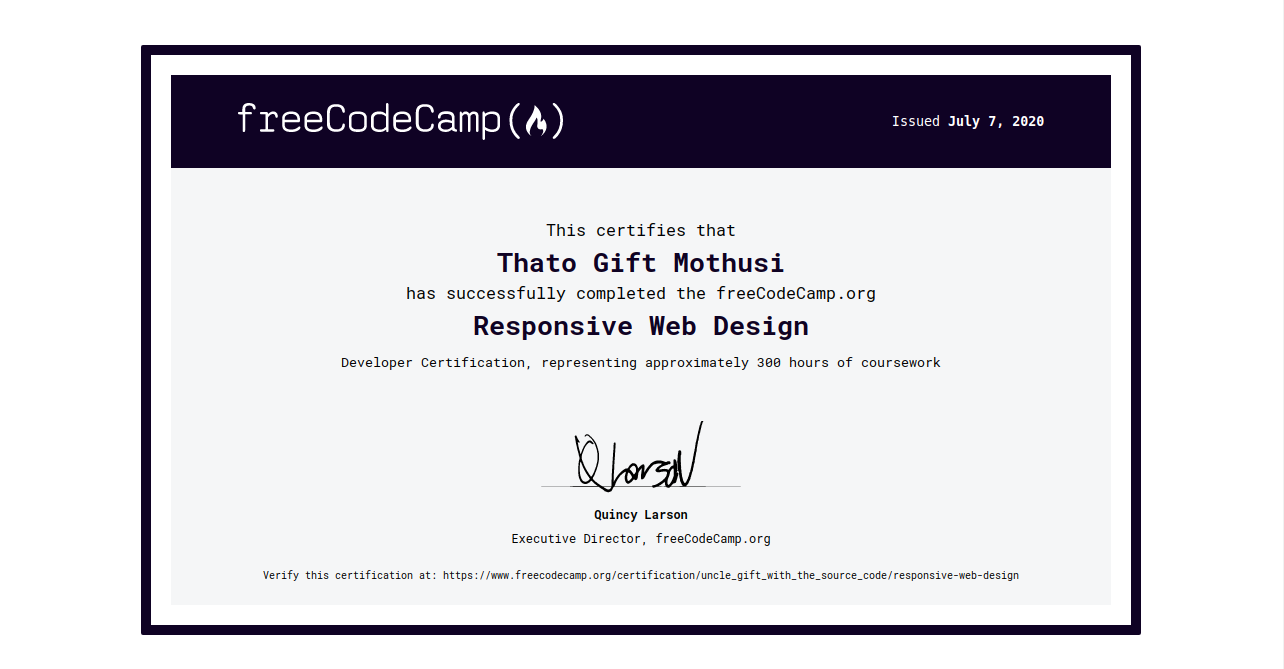 freeCodeCamp(🔥)
Issued July 7, 2020
This certifies that
Thato Gift Mothusi
has successfully completed the freeCodeCamp.org
Responsive Web Design
Developer Certification, representing approximately 300 hours of coursework
Q Larson
Quincy Larson
Executive Director, freeCodeCamp.org
Verify this certification at: https://www.freecodecamp.org/certification/uncle_gift_with_the_source_code/responsive-web-design